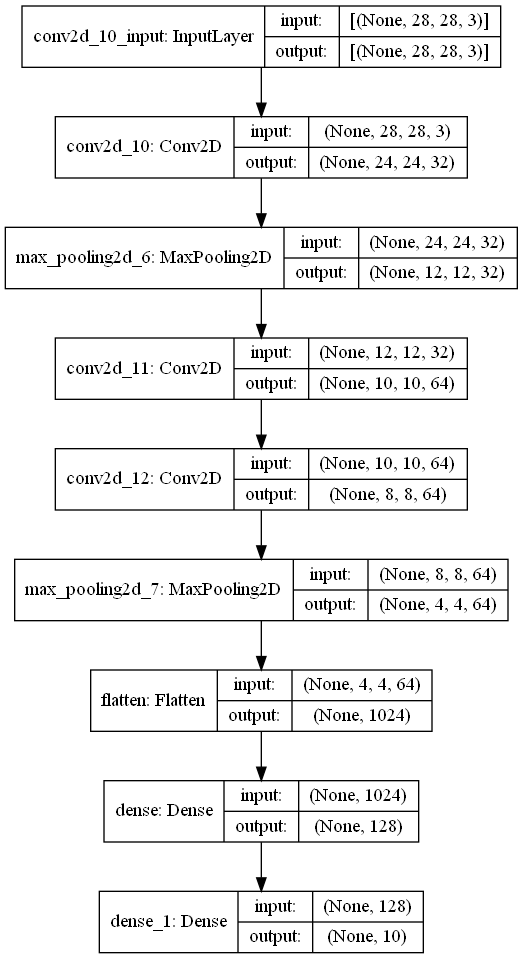 conv2d_10_input: InputLayer input: [(None, 28, 28, 3)]
output: [(None, 28, 28, 3)]
conv2d_10: Conv2D input: (None, 28, 28, 3)
output: (None, 24, 24, 32)
max_pooling2d_6: MaxPooling2D input: (None, 24, 24, 32)
output: (None, 12, 12, 32)
conv2d_11: Conv2D input: (None, 12, 12, 32)
output: (None, 10, 10, 64)
conv2d_12: Conv2D input: (None, 10, 10, 64)
output: (None, 8, 8, 64)
max_pooling2d_7: MaxPooling2D input: (None, 8, 8, 64)
output: (None, 4, 4, 64)
flatten: Flatten input: (None, 4, 4, 64)
output: (None, 1024)
dense: Dense input: (None, 1024)
output: (None, 128)
dense_1: Dense input: (None, 128)
output: (None, 10)